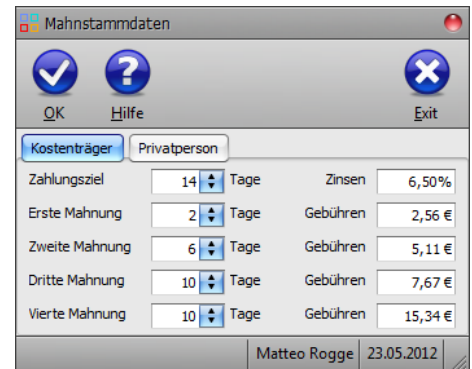 Mahnstammdaten
OK Hilfe Exit
Kostenträger Privatperson
Zahlungsziel 14 Tage Zinsen 6,50%
Erste Mahnung 2 Tage Gebühren 2,56 €
Zweite Mahnung 6 Tage Gebühren 5,11 €
Dritte Mahnung 10 Tage Gebühren 7,67 €
Vierte Mahnung 10 Tage Gebühren 15,34 €
Matteo Rogge 23.05.2012